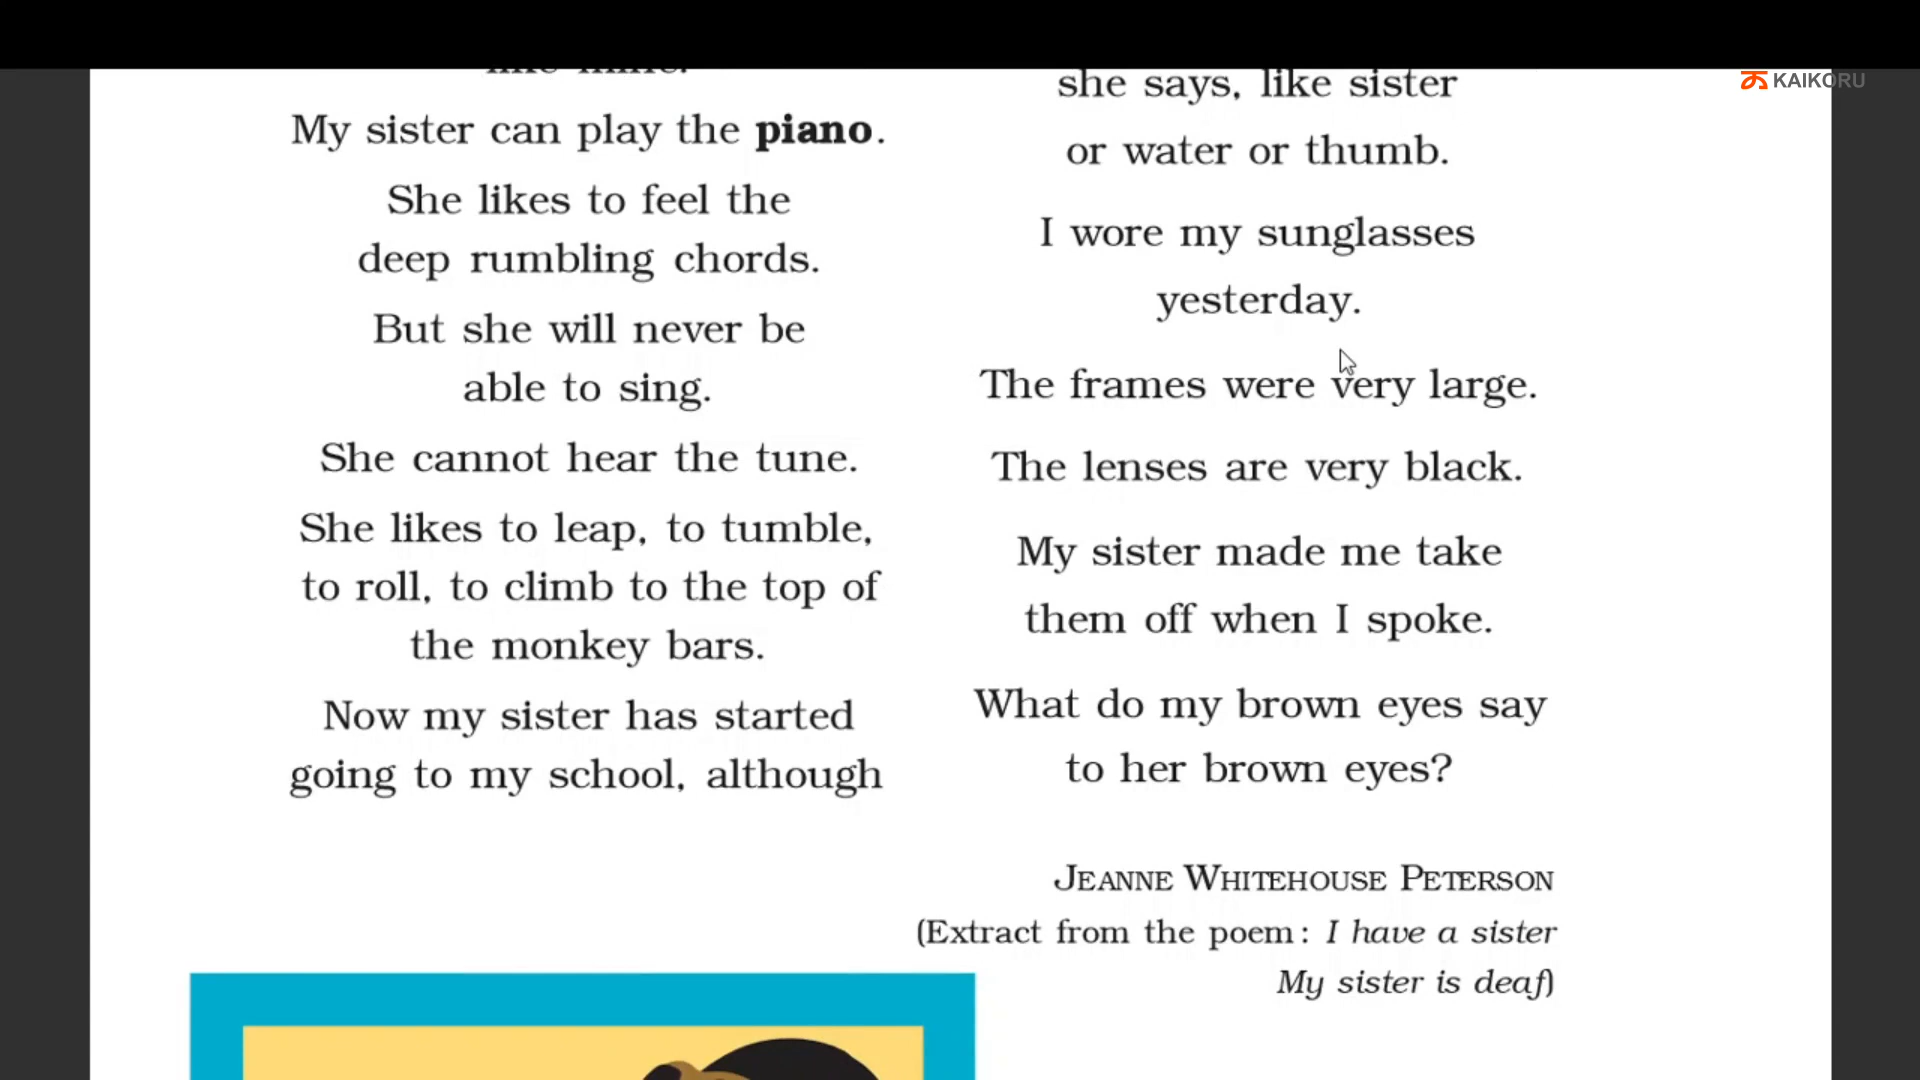 KAIKORU
My sister can play the piano.
She likes to feel the
deep rumbling chords.
But she will never be
able to sing.
She cannot hear the tune.
She likes to leap, to tumble,
to roll, to climb to the top of
the monkey bars.
Now my sister has started
going to my school, although
she says, like sister
or water or thumb.
I wore my sunglasses
yesterday.
The frames were very large.
The lenses are very black.
My sister made me take
them off when I spoke.
What do my brown eyes say
to her brown eyes?
JEANNE WHITEHOUSE PETERSON
(Extract from the poem : I have a sister
My sister is deaf)